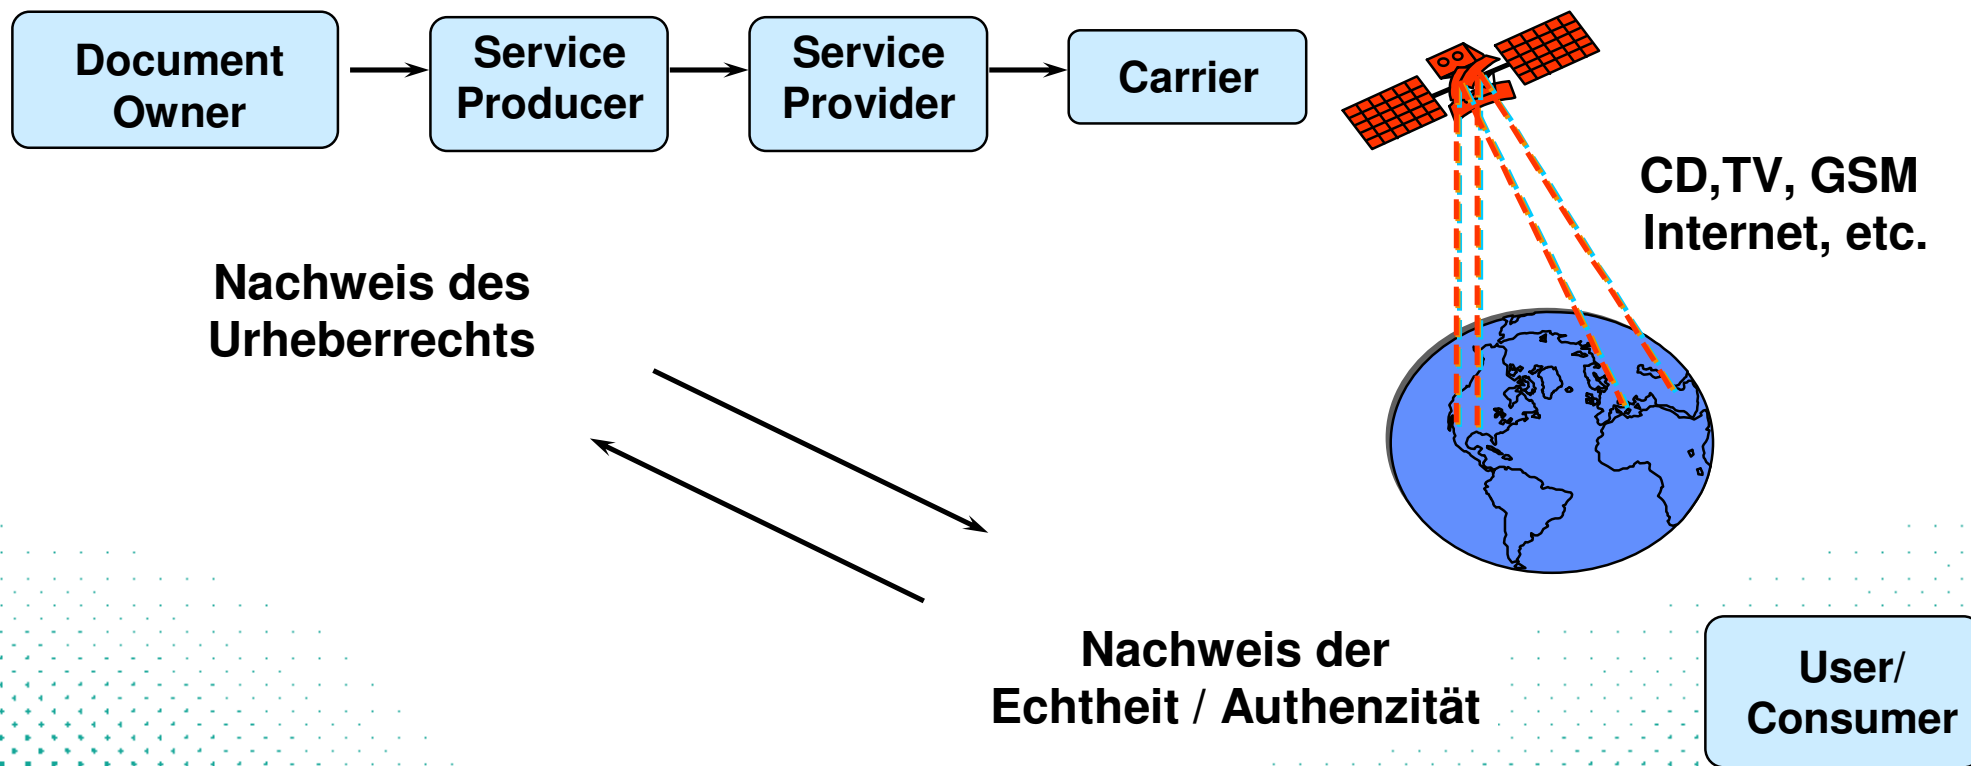 Document
Owner
Service
Producer
Service
Provider
Carrier
CD,TV, GSM
Internet, etc.
Nachweis des
Urheberrechts
Nachweis der
Echtheit / Authenzität
User/
Consumer